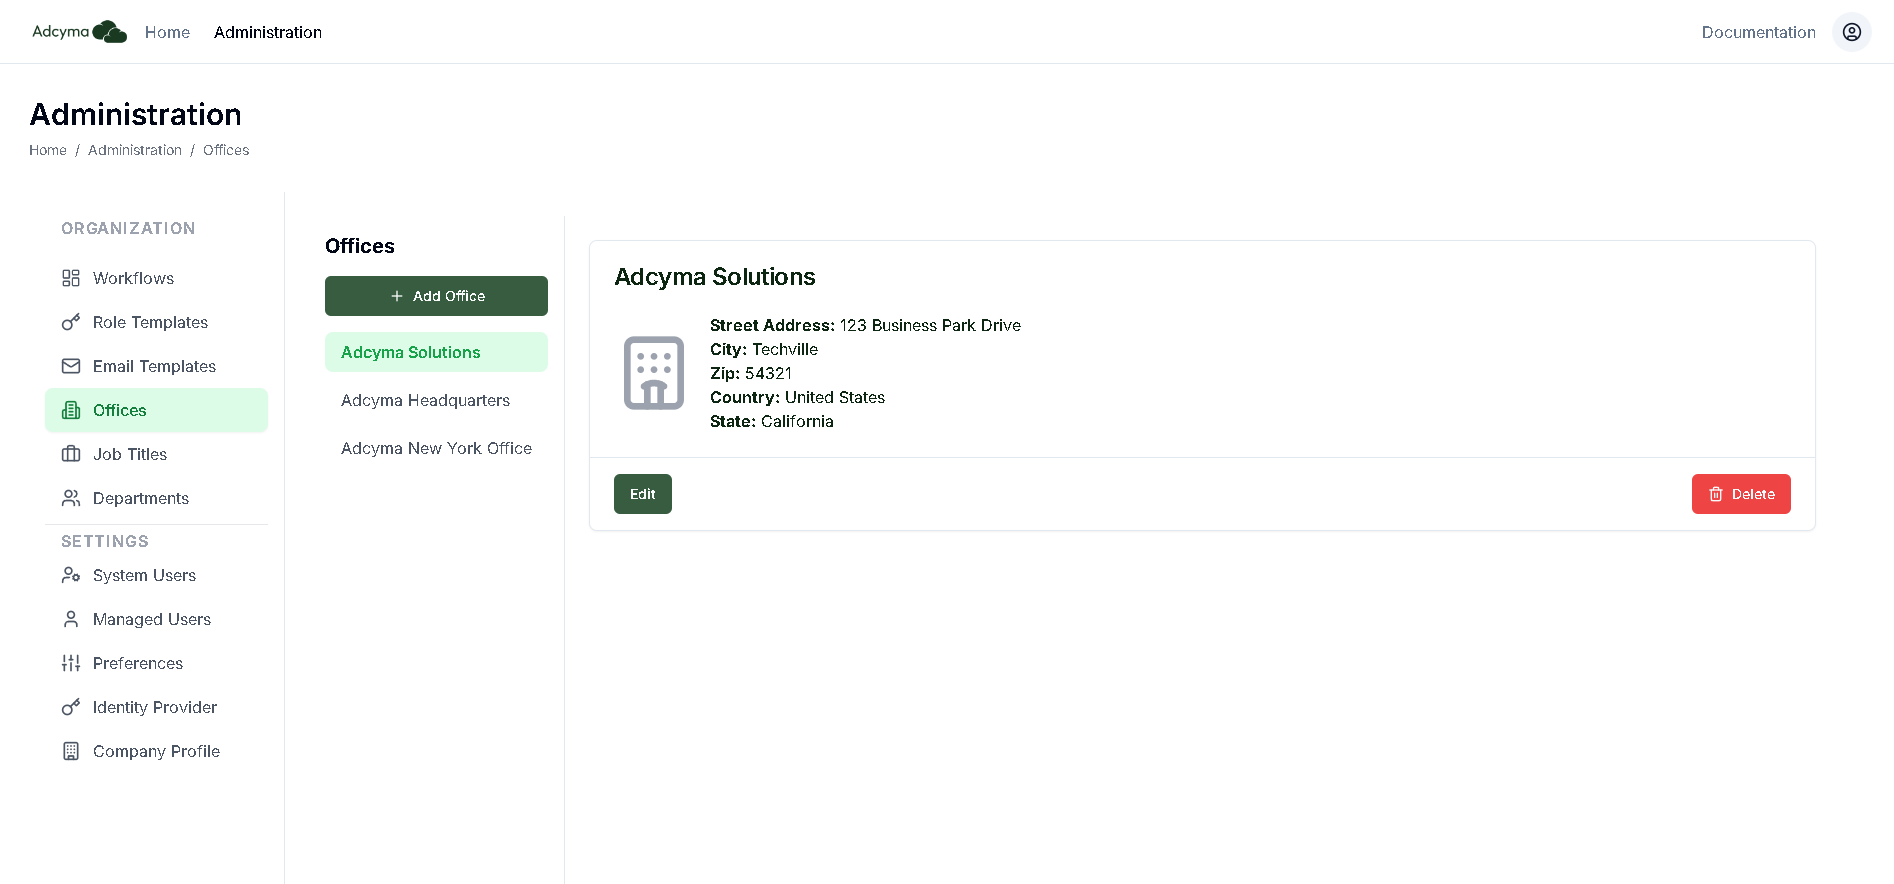 Adcyma Home Administration Documentation
Administration
Home / Administration / Offices
ORGANIZATION
Workflows
Role Templates
Email Templates
Offices
Job Titles
Departments
SETTINGS
System Users
Managed Users
Preferences
Identity Provider
Company Profile
Offices
+ Add Office
Adcyma Solutions
Adcyma Headquarters
Adcyma New York Office
Adcyma Solutions
Street Address: 123 Business Park Drive
City: Techville
Zip: 54321
Country: United States
State: California
Edit
Delete